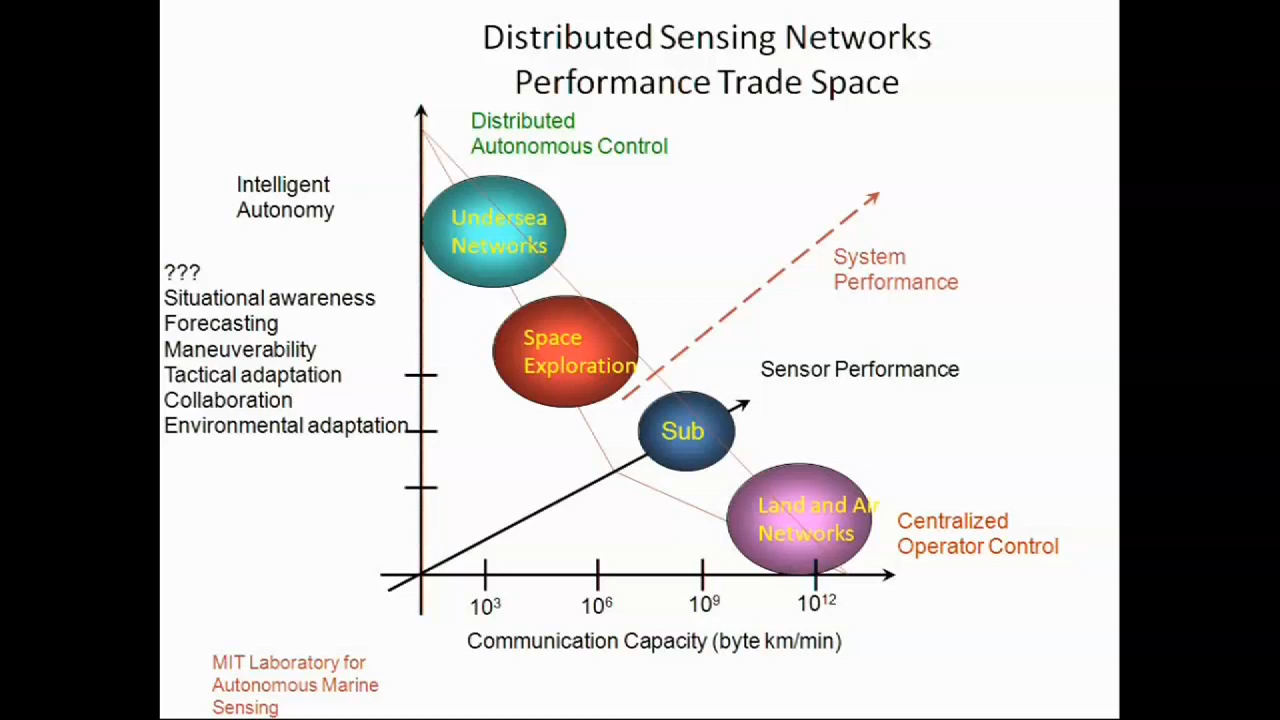 Distributed Sensing Networks
Performance Trade Space
Distributed
Autonomous Control
Intelligent
Autonomy
Undersea
Networks
???
Situational awareness
Forecasting
Maneuverability
Tactical adaptation
Collaboration
Environmental adaptation
Space
Exploration
System
Performance
Sensor Performance
Sub
Land and Air
Networks
Centralized
Operator Control
10³
10⁶
10⁹
10¹²
Communication Capacity (byte km/min)
MIT Laboratory for
Autonomous Marine
Sensing